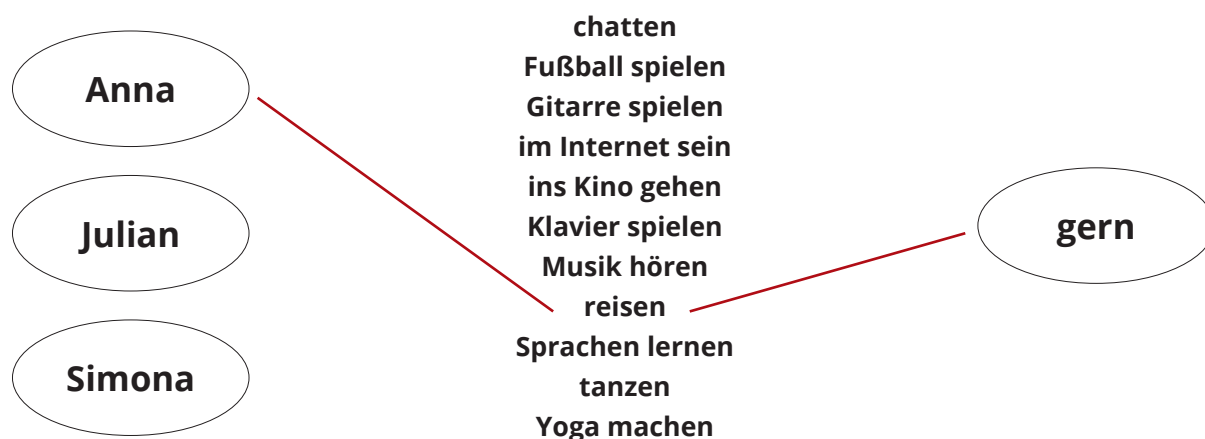 Anna
Julian
Simona
chatten
Fußball spielen
Gitarre spielen
im Internet sein
ins Kino gehen
Klavier spielen
Musik hören
reisen
Sprachen lernen
tanzen
Yoga machen
gern